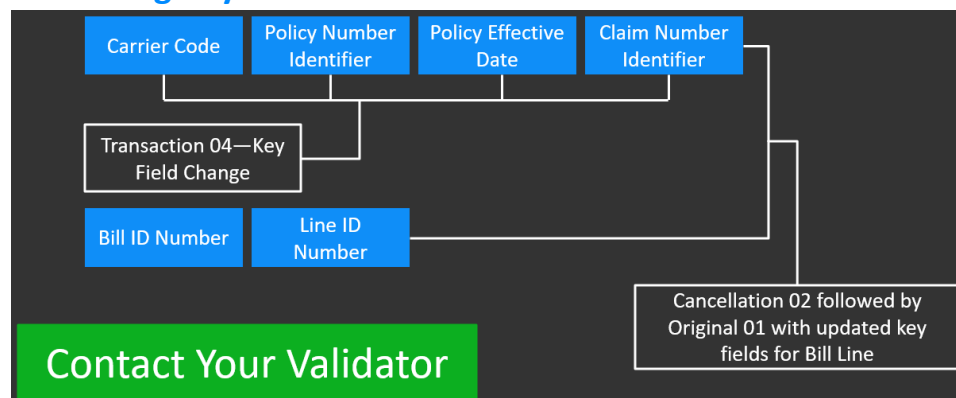 Carrier Code
Policy Number
Identifier
Policy Effective
Date
Claim Number
Identifier
Transaction 04—Key
Field Change
Bill ID Number
Line ID
Number
Cancellation 02 followed by
Original 01 with updated key
fields for Bill Line
Contact Your Validator